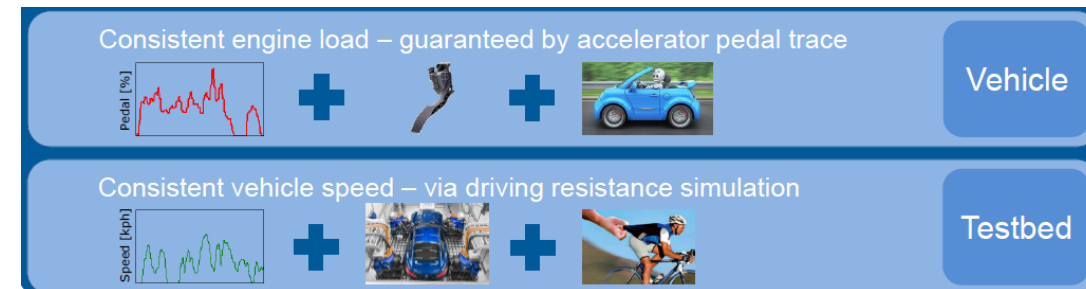 Consistent engine load – guaranteed by accelerator pedal trace
Pedal [%]
Vehicle
Consistent vehicle speed – via driving resistance simulation
Speed [kph]
Testbed